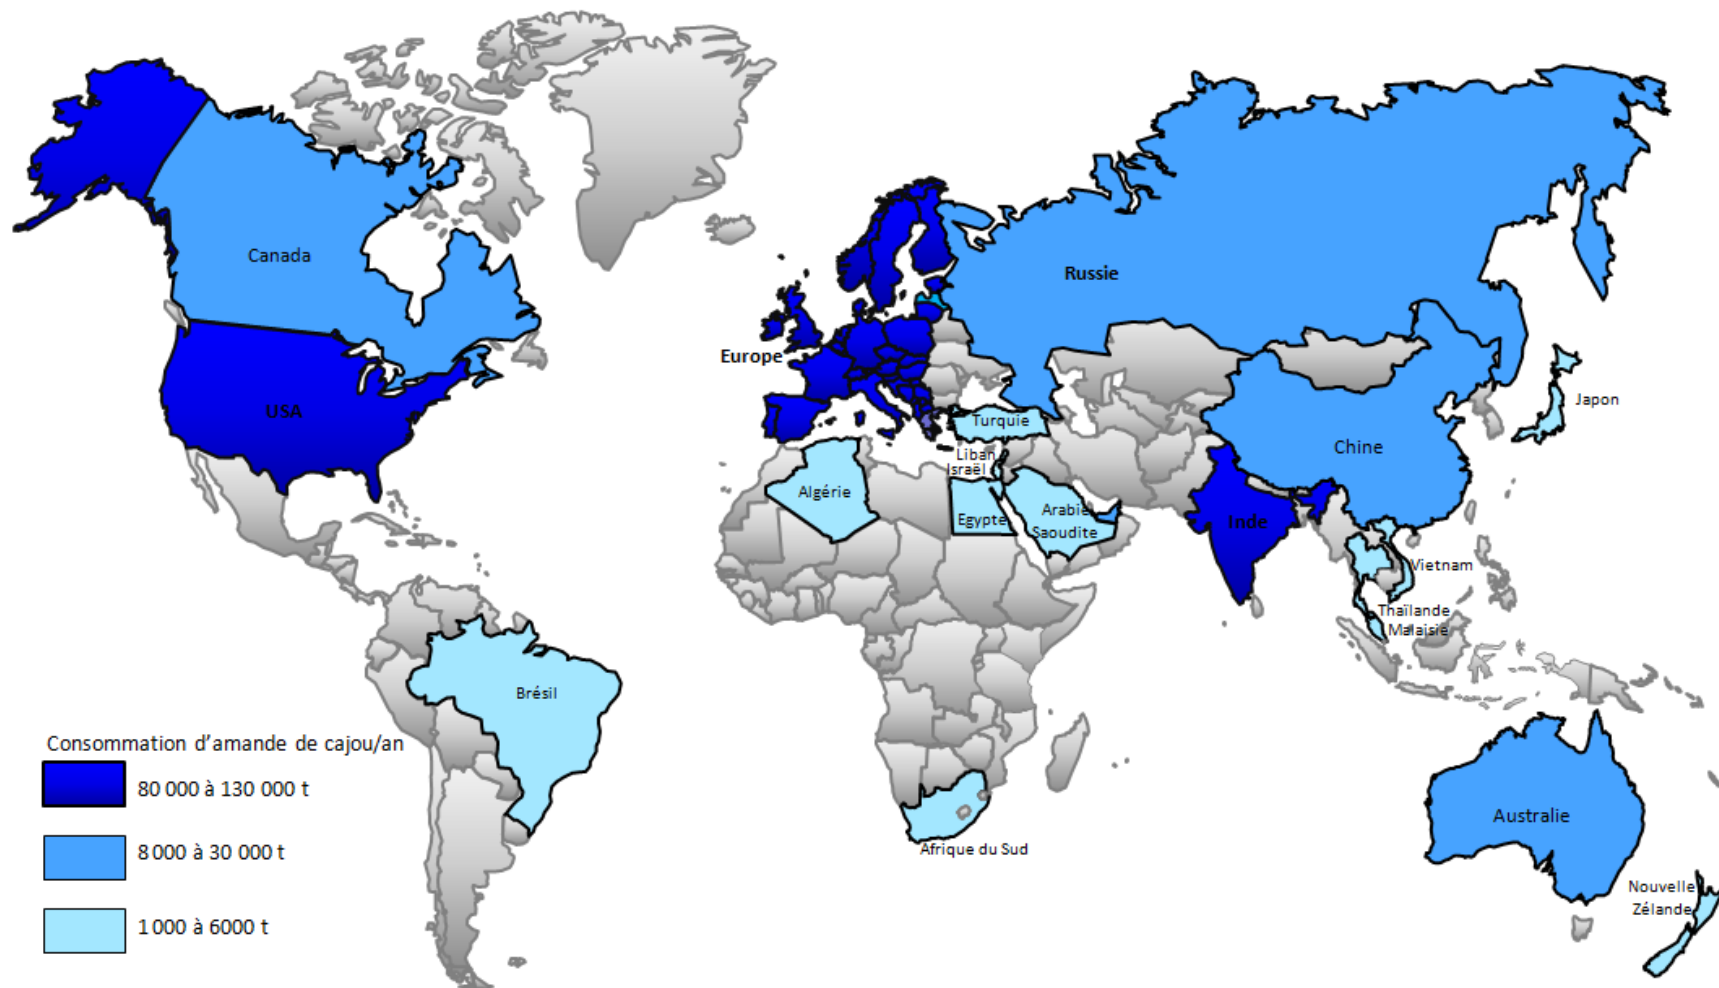 Canada
Russie
Europe
USA
Japon
Turquie
Chine
Liban
Israël
Algérie
Arabie
Saoudite
Egypte
Inde
Vietnam
Thaïlande
Malaisie
Brésil
Consommation d'amande de cajou/an
80 000 à 130 000 t
8 000 à 30 000 t
1 000 à 6000 t
Australie
Afrique du Sud
Nouvelle
Zélande